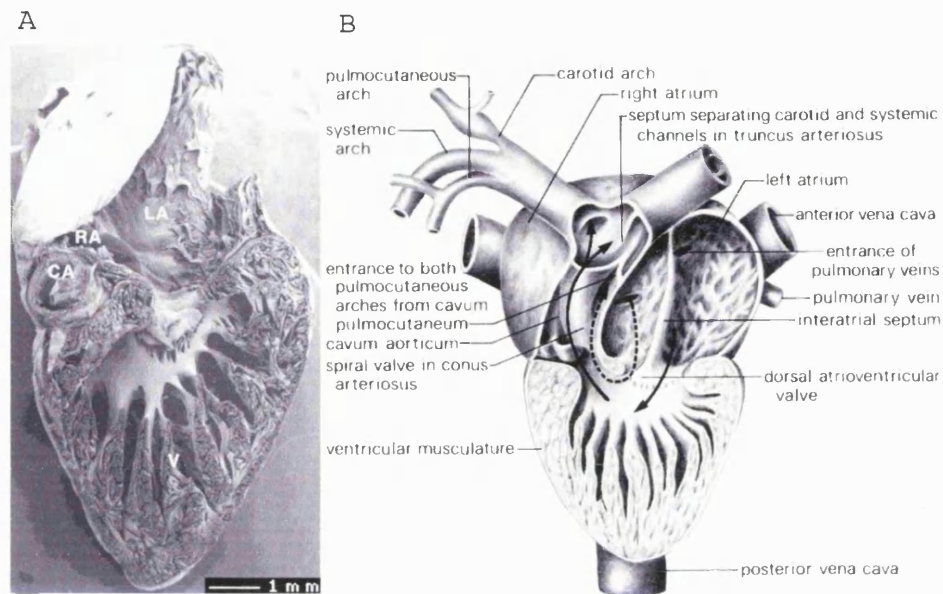 A
LA
RA
CA
V
1 mm
B
pulmocutaneous
arch
carotid arch
right atrium
septum separating carotid and systemic
channels in truncus arteriosus
systemic
arch
left atrium
anterior vena cava
entrance to both
pulmocutaneous
arches from cavum
pulmocutaneum
cavum aorticum
spiral valve in conus
arteriosus
entrance of
pulmonary veins
pulmonary vein
interatrial septum
dorsal atrioventricular
valve
ventricular musculature
posterior vena cava